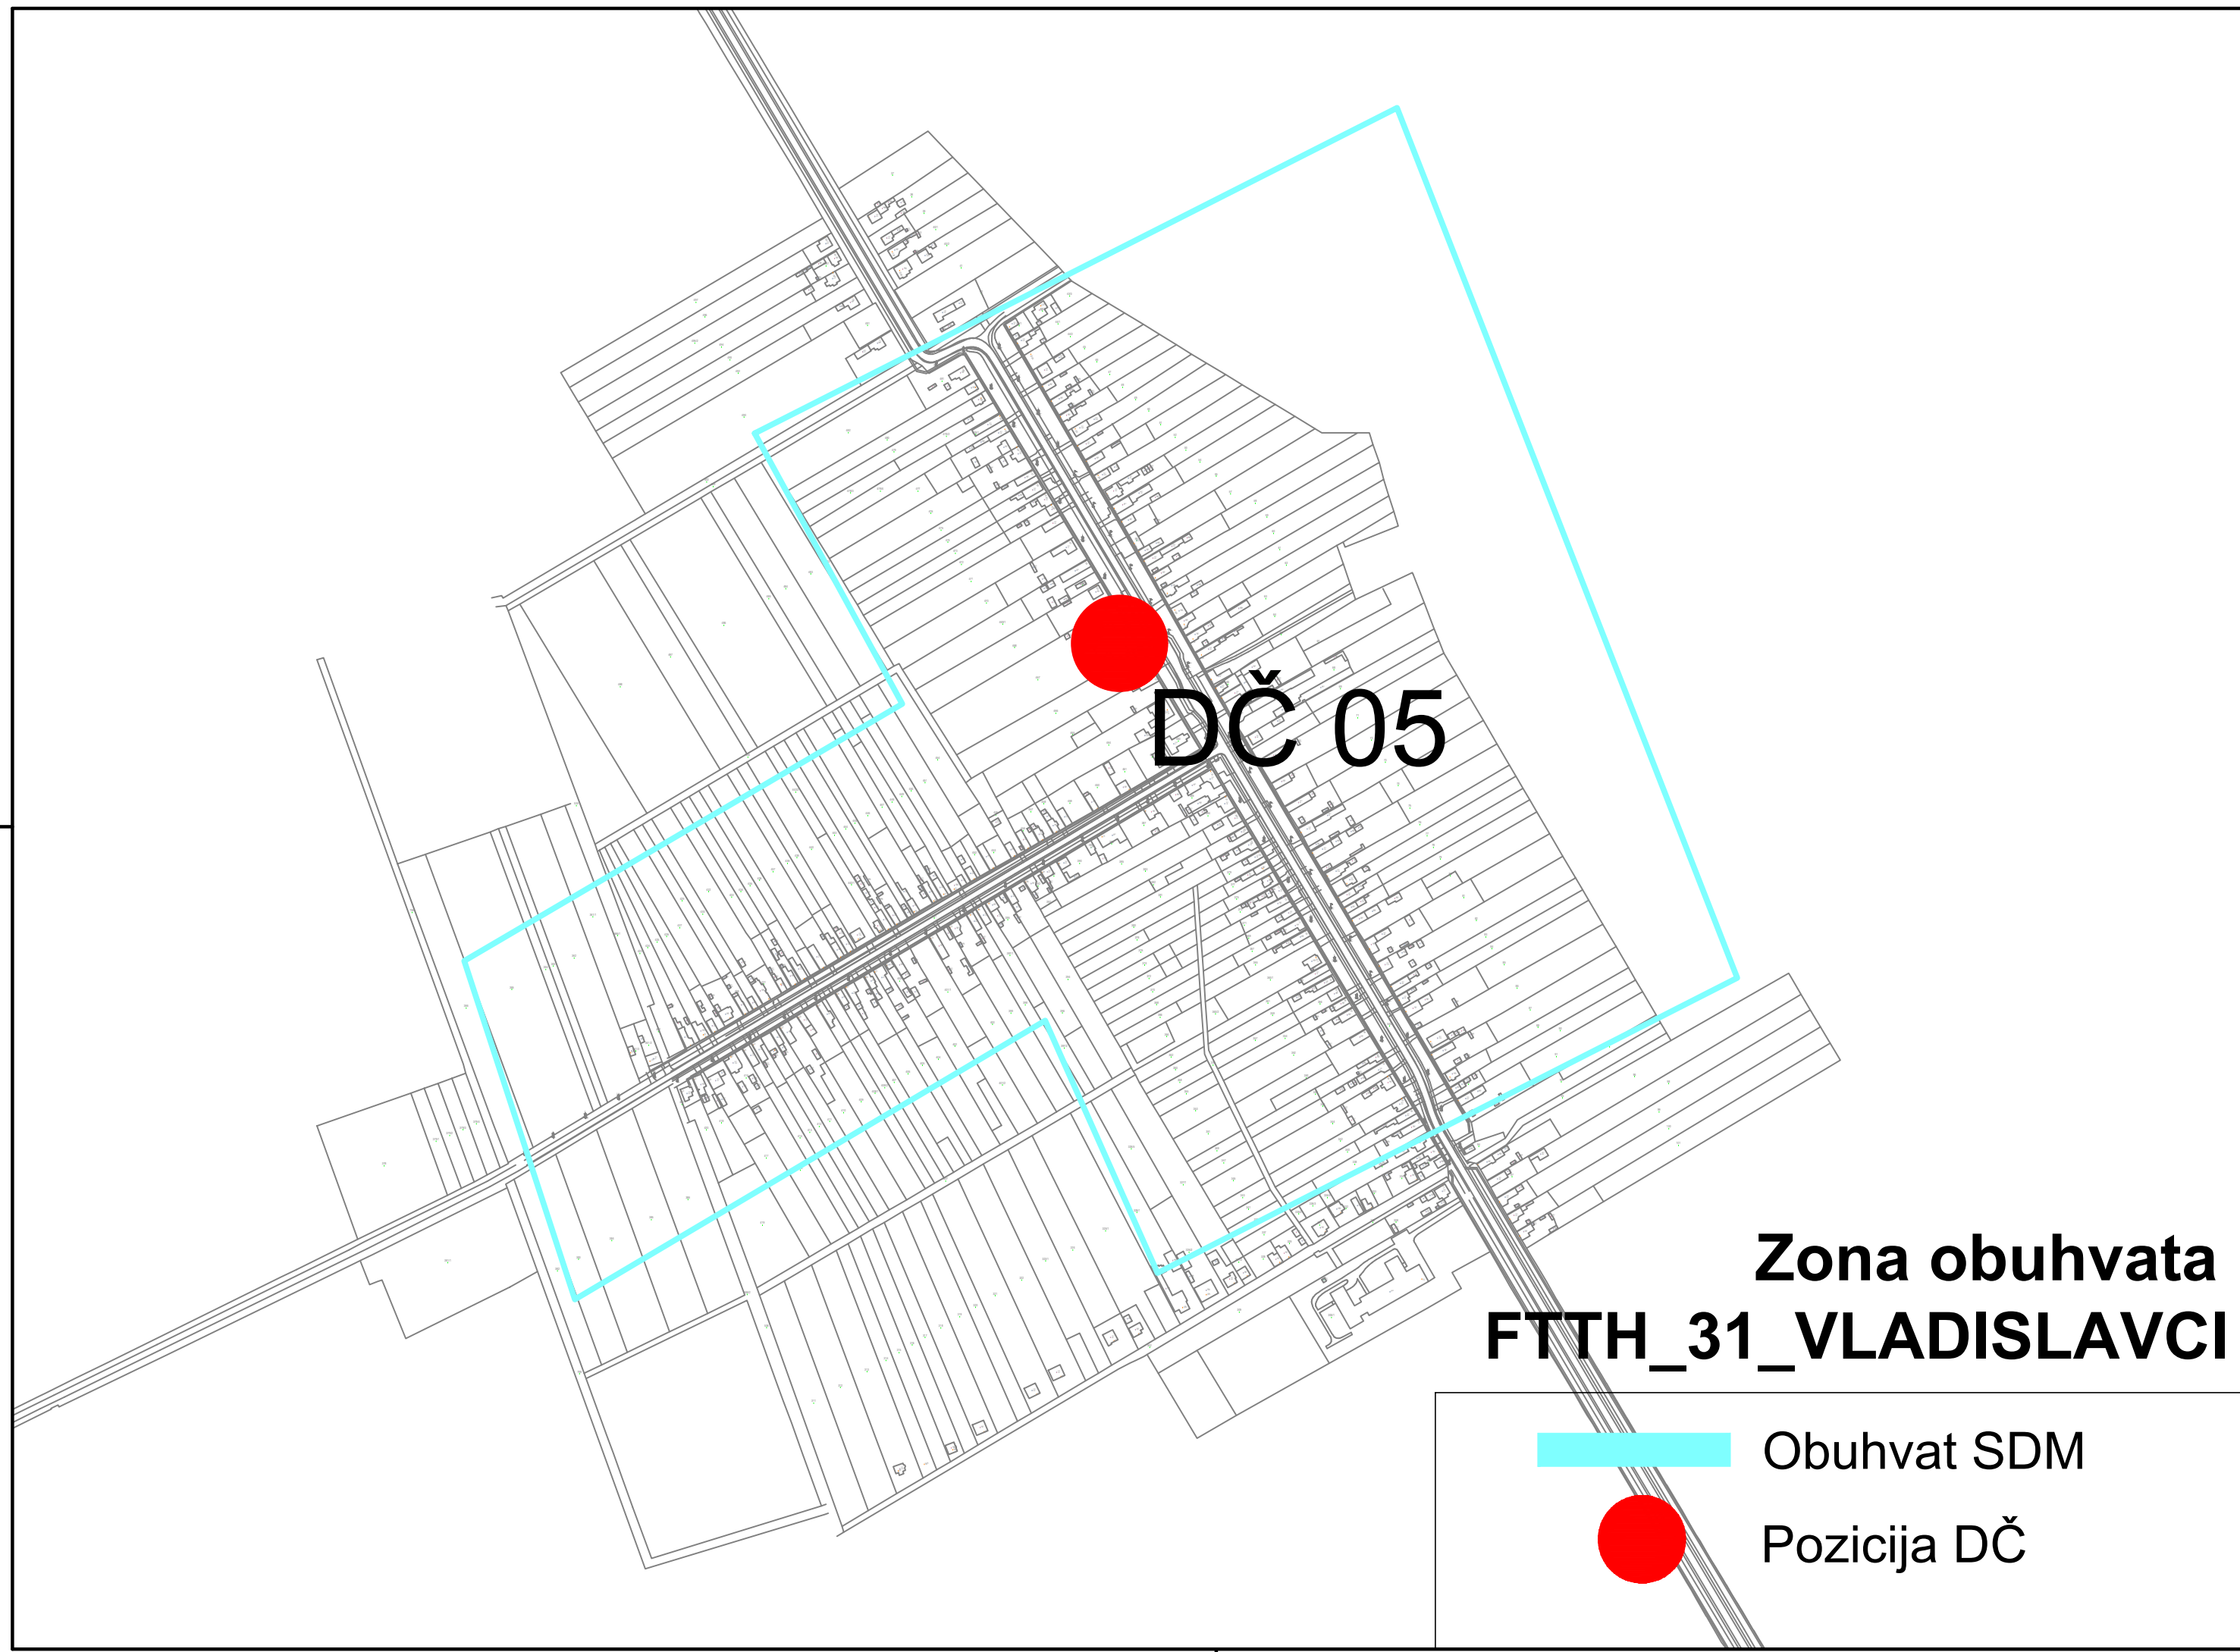 DČ 05
Zona obuhvata
FTTH_31_VLADISLAVCI
Obuhvat SDM
Pozicija DČ